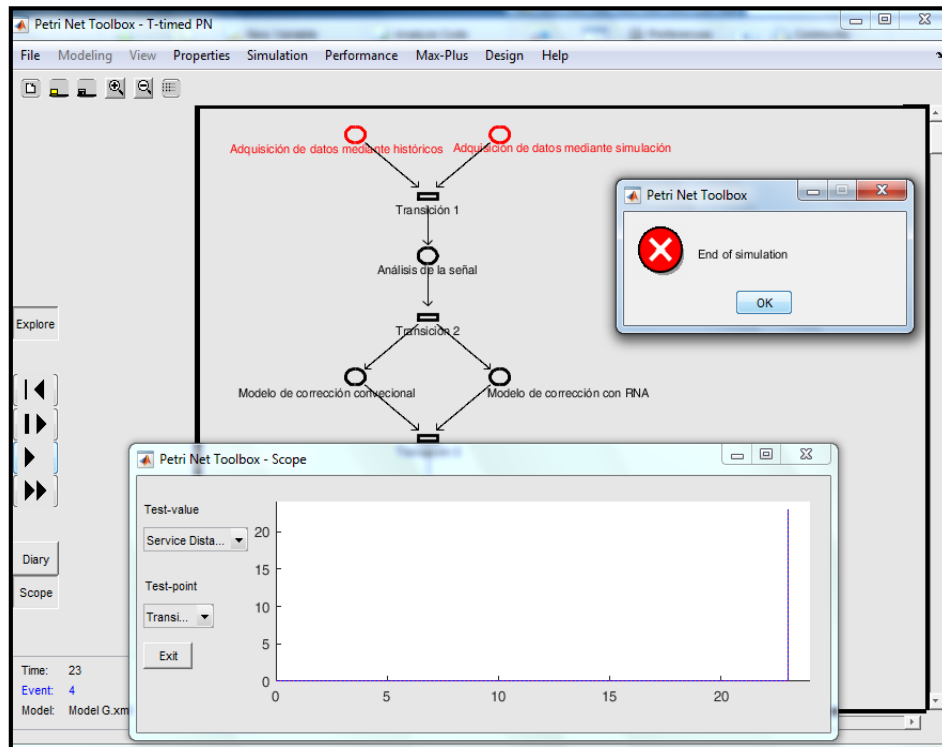 Petri Net Toolbox - T-timed PN
File Modeling View Properties Simulation Performance Max-Plus Design Help
Adquisición de datos mediante históricos
Adquisición de datos mediante simulación
Transición 1
Petri Net Toolbox
End of simulation
OK
Análisis de la señal
Explore
Transición 2
Modelo de corrección convecional
Modelo de corrección con RNA
Petri Net Toolbox - Scope
Test-value
Service Dista...
Test-point
Transi...
Exit
20
15
10
5
0
0 5 10 15 20
Diary
Scope
Time: 23
Event: 4
Model: Model G.xm